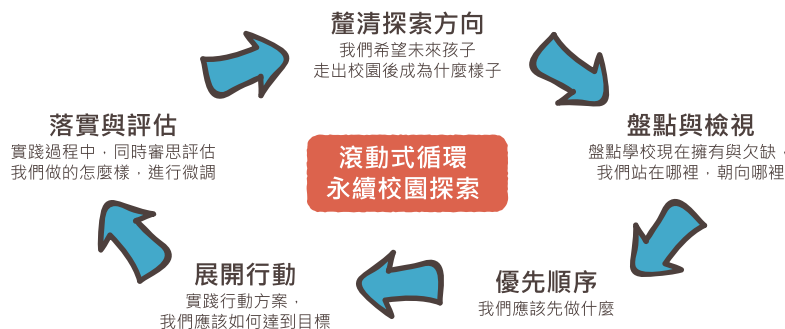 釐清探索方向
我們希望未來孩子
走出校園後成為什麼樣子
盤點與檢視
盤點學校現在擁有與欠缺，
我們站在哪裡，朝向哪裡
優先順序
我們應該先做什麼
展開行動
實踐行動方案，
我們應該如何達到目標
落實與評估
實踐過程中，同時審思評估
我們做的怎麼樣，進行微調
滾動式循環
永續校園探索